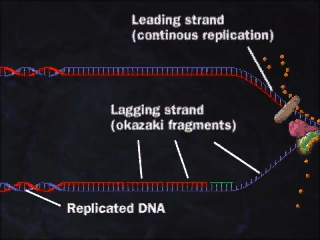 Leading strand
(continous replication)
Lagging strand
(okazaki fragments)
Replicated DNA